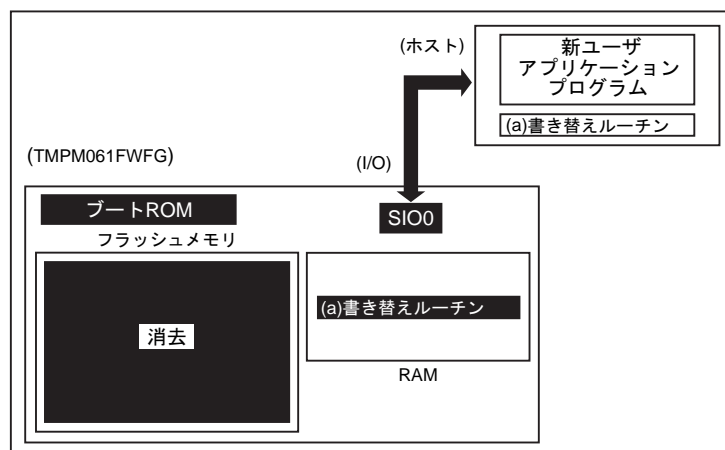 (ホスト)
新ユーザ
アプリケーション
プログラム
(a)書き替えルーチン
(TMPM061FWFG)
(I/O)
ブートROM
SIO0
フラッシュメモリ
消去
(a)書き替えルーチン
RAM